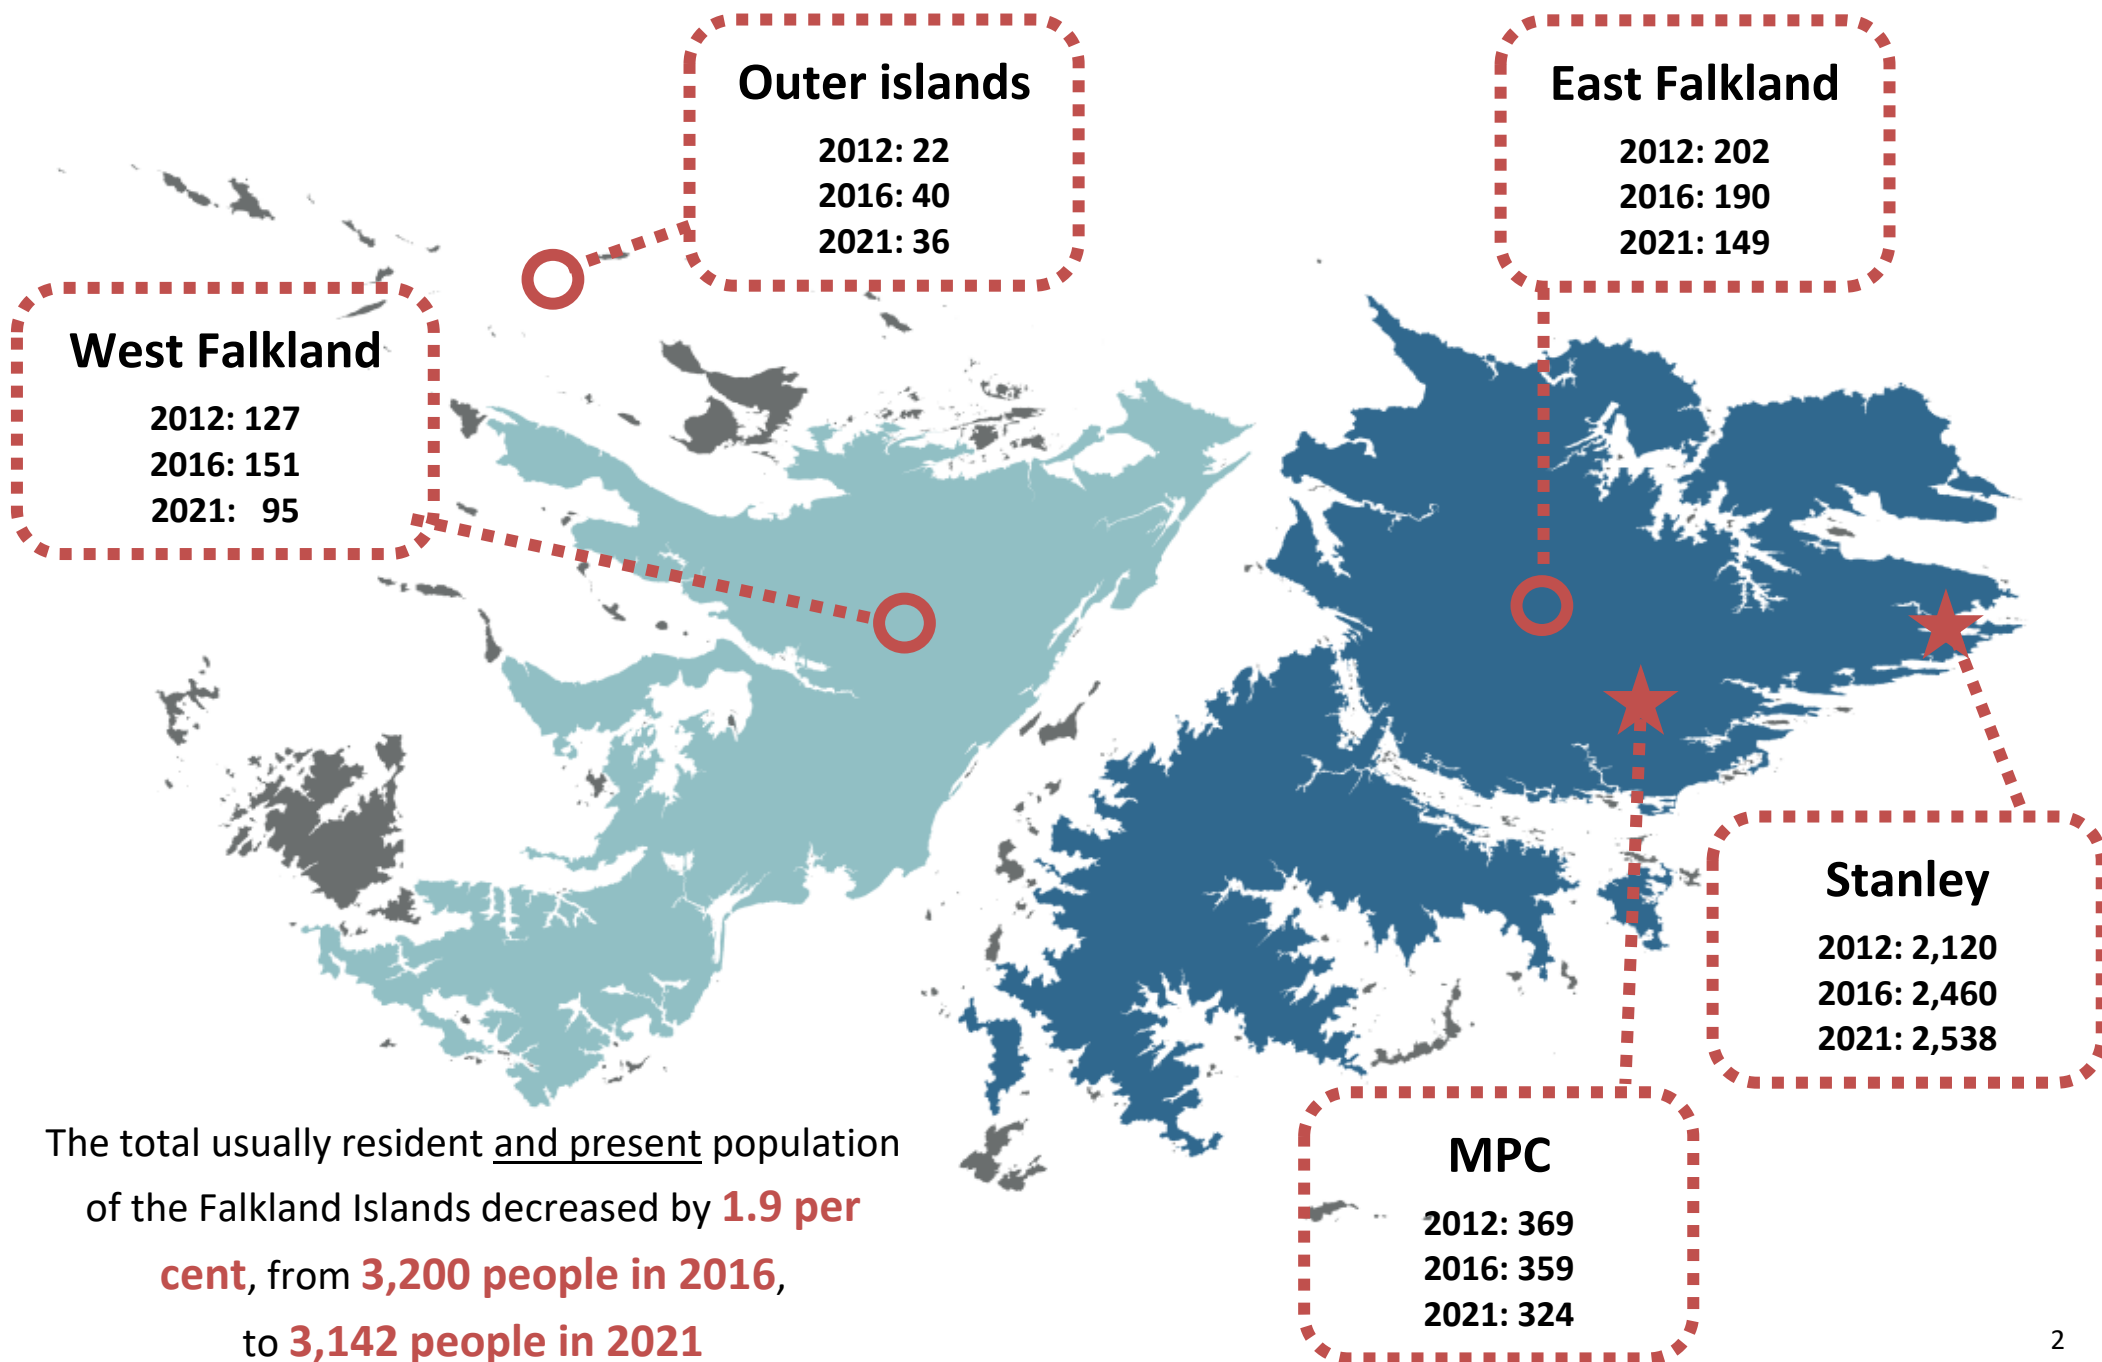 Outer islands
2012: 22
2016: 40
2021: 36
East Falkland
2012: 202
2016: 190
2021: 149
West Falkland
2012: 127
2016: 151
2021: 95
Stanley
2012: 2,120
2016: 2,460
2021: 2,538
MPC
2012: 369
2016: 359
2021: 324
The total usually resident and present population
of the Falkland Islands decreased by 1.9 per
cent, from 3,200 people in 2016,
to 3,142 people in 2021
2